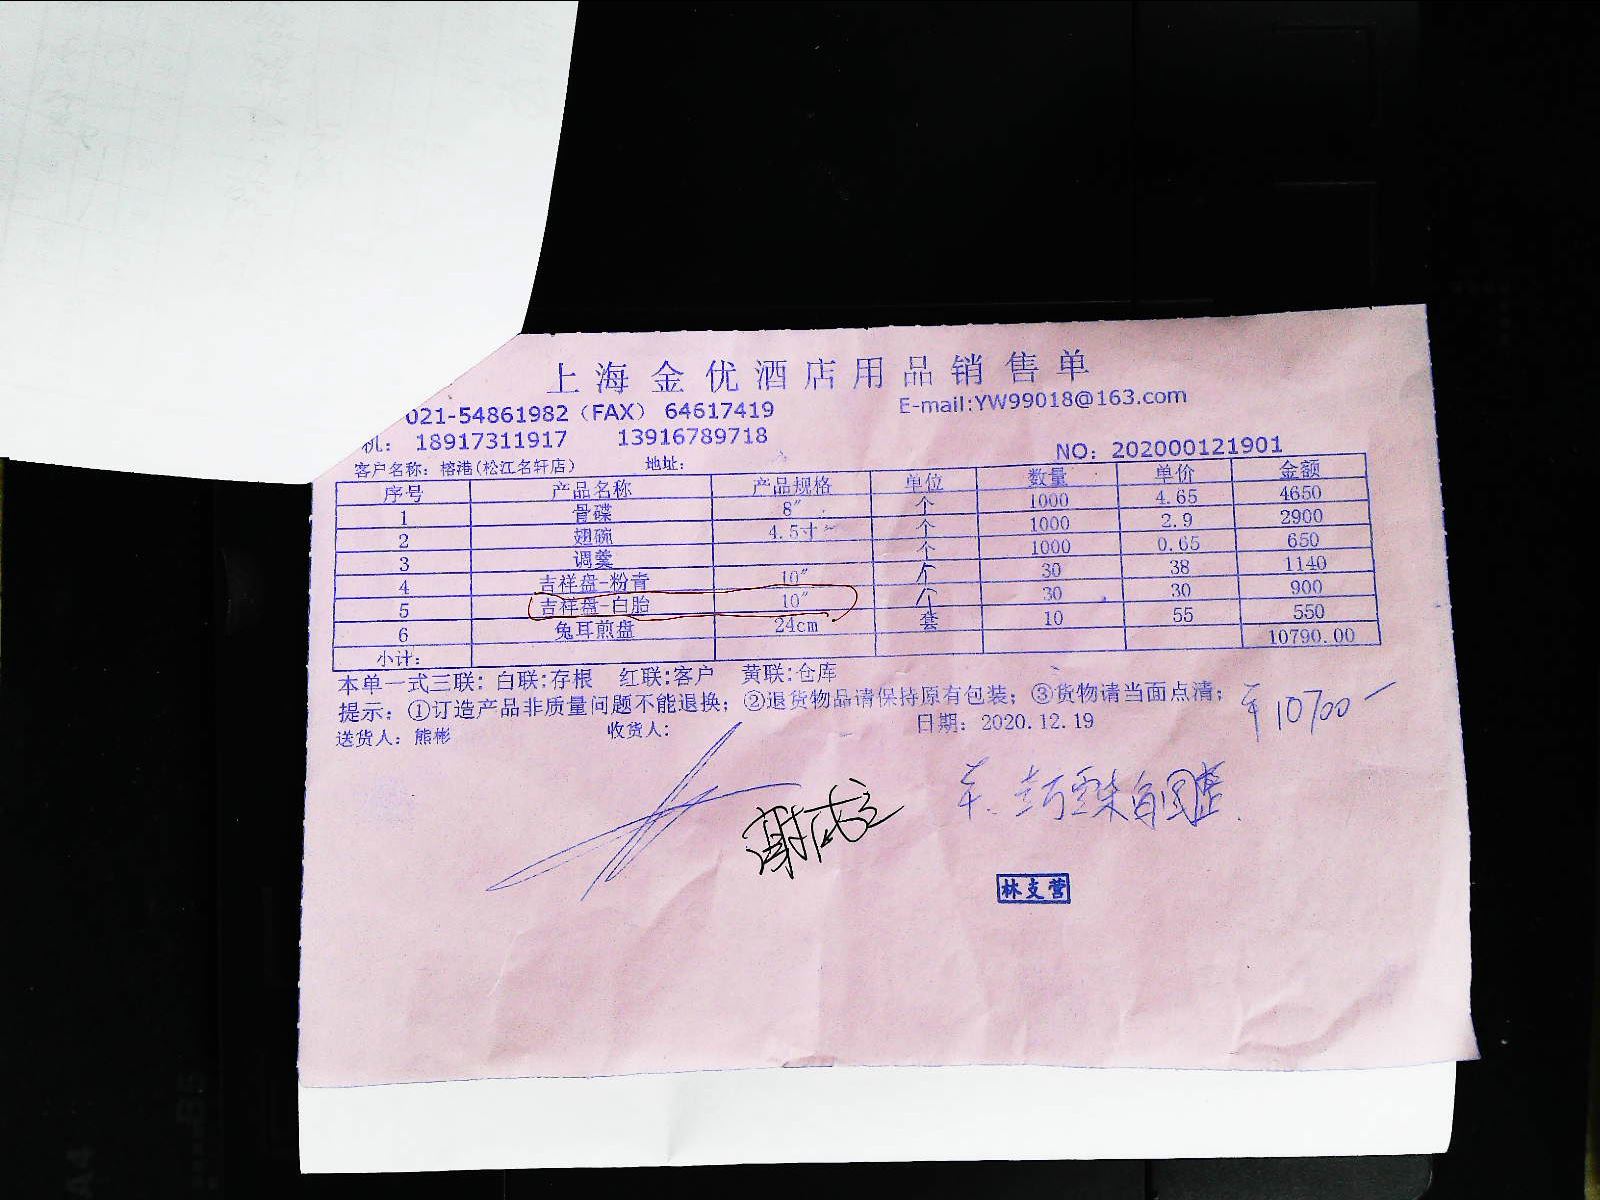 上海金优酒店用品销售单
021-54861982（FAX） 64617419 E-mail:YW99018@163.com
机： 18917311917 13916789718 NO：202000121901
客户名称：榕港(松江名轩店) 地址：
序号 产品名称 产品规格 单位 数量 单价 金额
1 骨碟 8" 个 1000 4.65 4650
2 翅碗 4.5寸 个 1000 2.9 2900
3 调羹 个 1000 0.65 650
4 吉祥盘-粉青 10" 个 30 38 1140
5 吉祥盘-白胎 10" 个 30 30 900
6 兔耳煎盘 24cm 套 10 55 550
小计： 10790.00
本单一式三联：白联:存根 红联:客户 黄联:仓库
提示：①订造产品非质量问题不能退换；②退货物品请保持原有包装；③货物请当面点清；
¥10700-
送货人：熊彬 收货人： 日期：2020.12.19
林支营